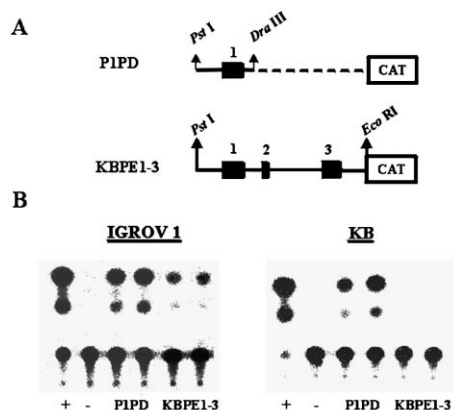 A
Pst I
1
Dra III
P1PD
CAT
Pst I
1
2
3
Eco RI
KBPE1-3
CAT
B
IGROV 1
KB
+ - P1PD KBPE1-3
+ - P1PD KBPE1-3